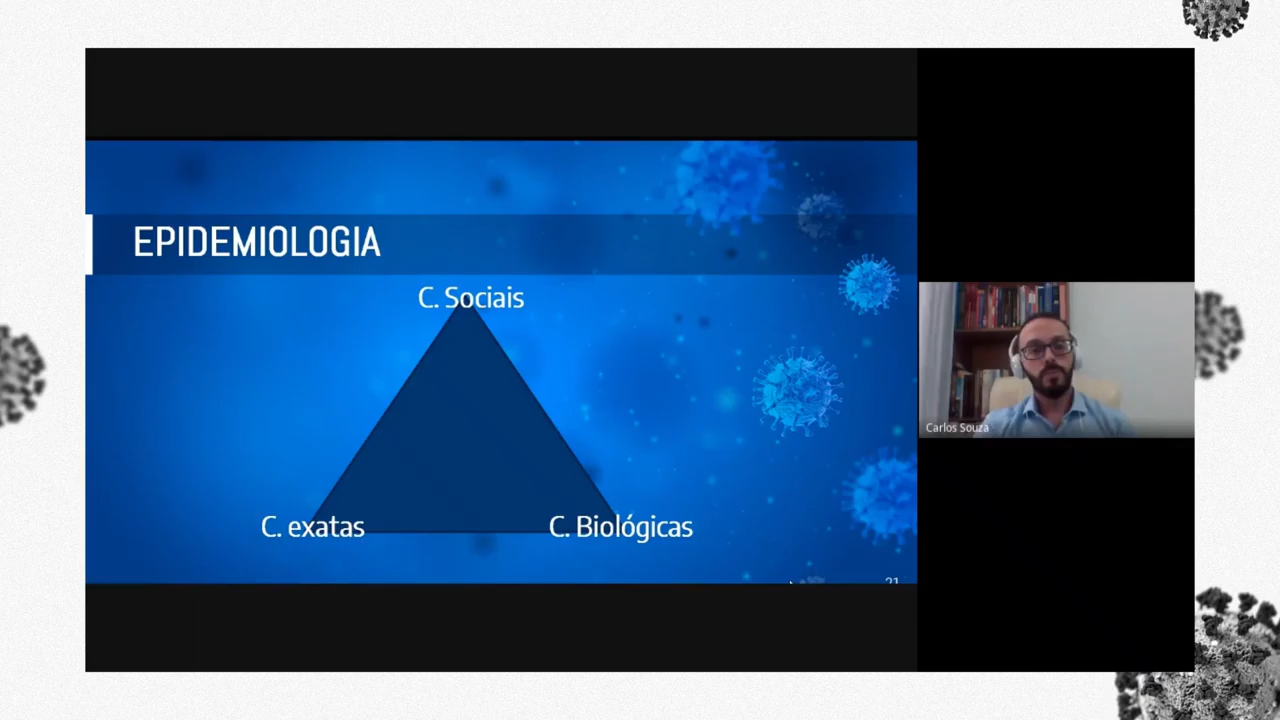 EPIDEMIOLOGIA
C. Sociais
C. exatas
C. Biológicas
21
Carlos Souza